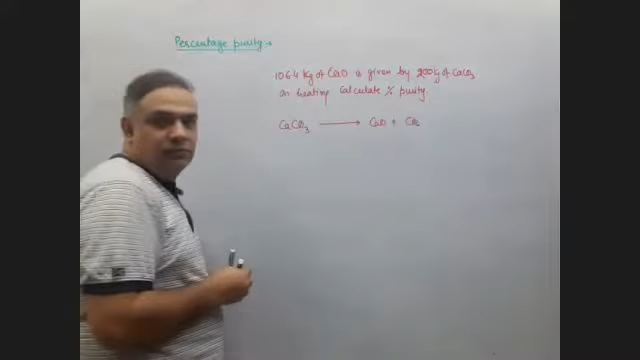 Percentage purity →
106.4 Kg of CaO is given by 200 Kg of CaCO3
on heating Calculate % purity.
CaCO3 → CaO + CO2